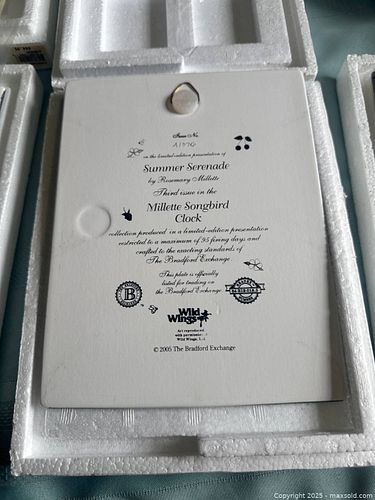 Issue No.
A1970
in the limited-edition presentation of
Summer Serenade
by Rosemary Millette
Third issue in the
Millette Songbird
Clock
collection produced in a limited-edition presentation
restricted to a maximum of 95 firing days and
crafted to the exacting standards of
The Bradford Exchange
This plate is officially
listed for trading on
the Bradford Exchange
B
Wild
Wings
Art reproduced
with permission
Wild Wings,
© 2005 The Bradford Exchange
Copyright 2025 - maxsold.com